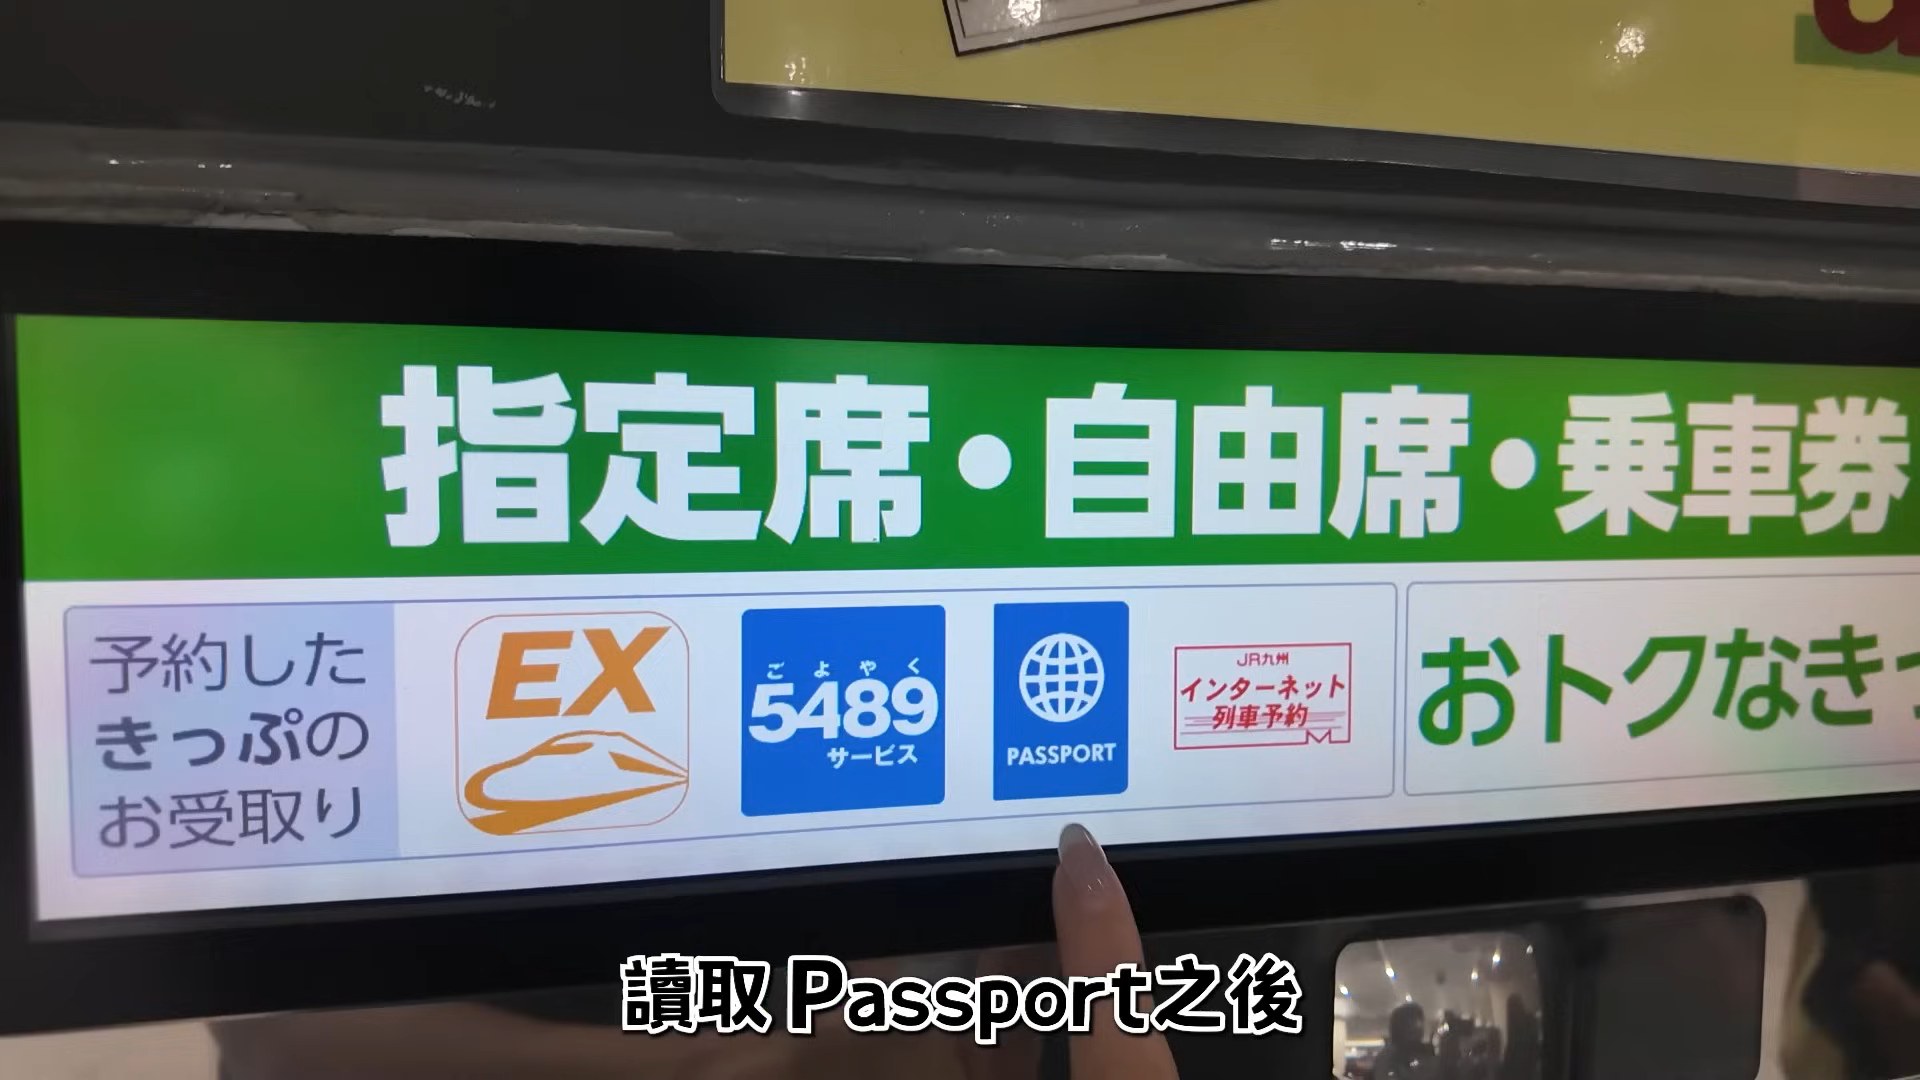 指定席・自由席・乗車券
予約した
きっぷの
お受取り
EX
ごよやく
5489
サービス
PASSPORT
JR九州
インターネット
列車予約
おトクなき
讀取Passport之後